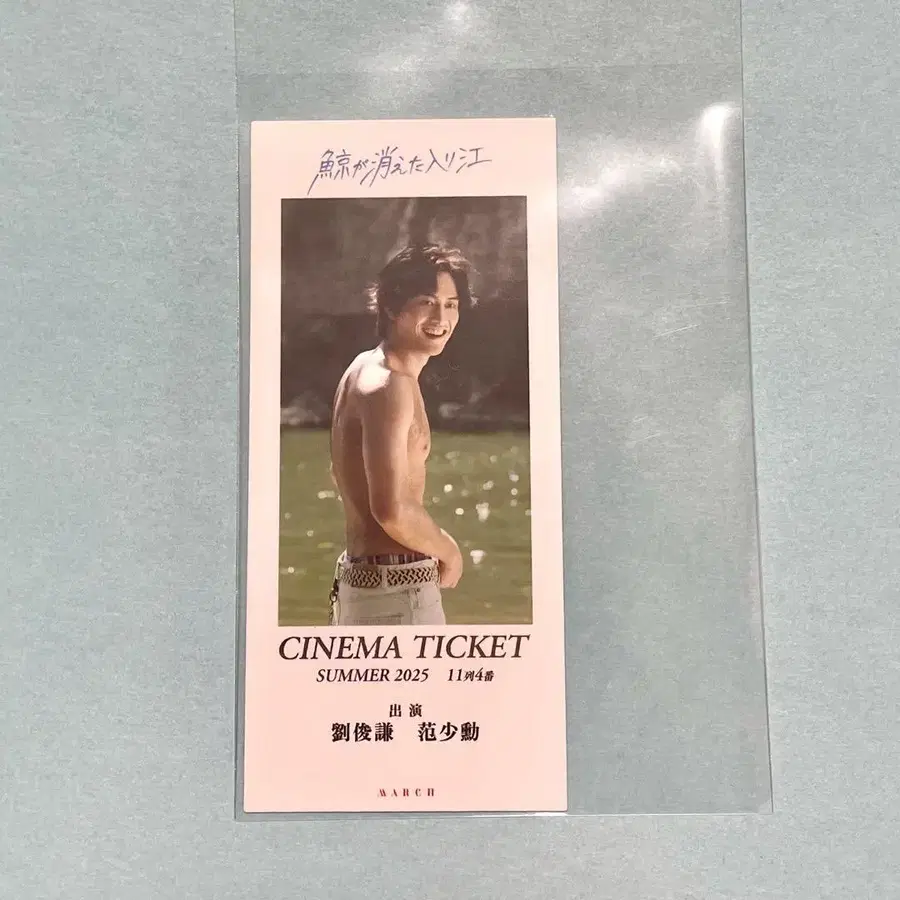 鯨が消えた入り江
CINEMA TICKET
SUMMER 2025 11列4番
出演
劉俊謙 范少勳
MARCH